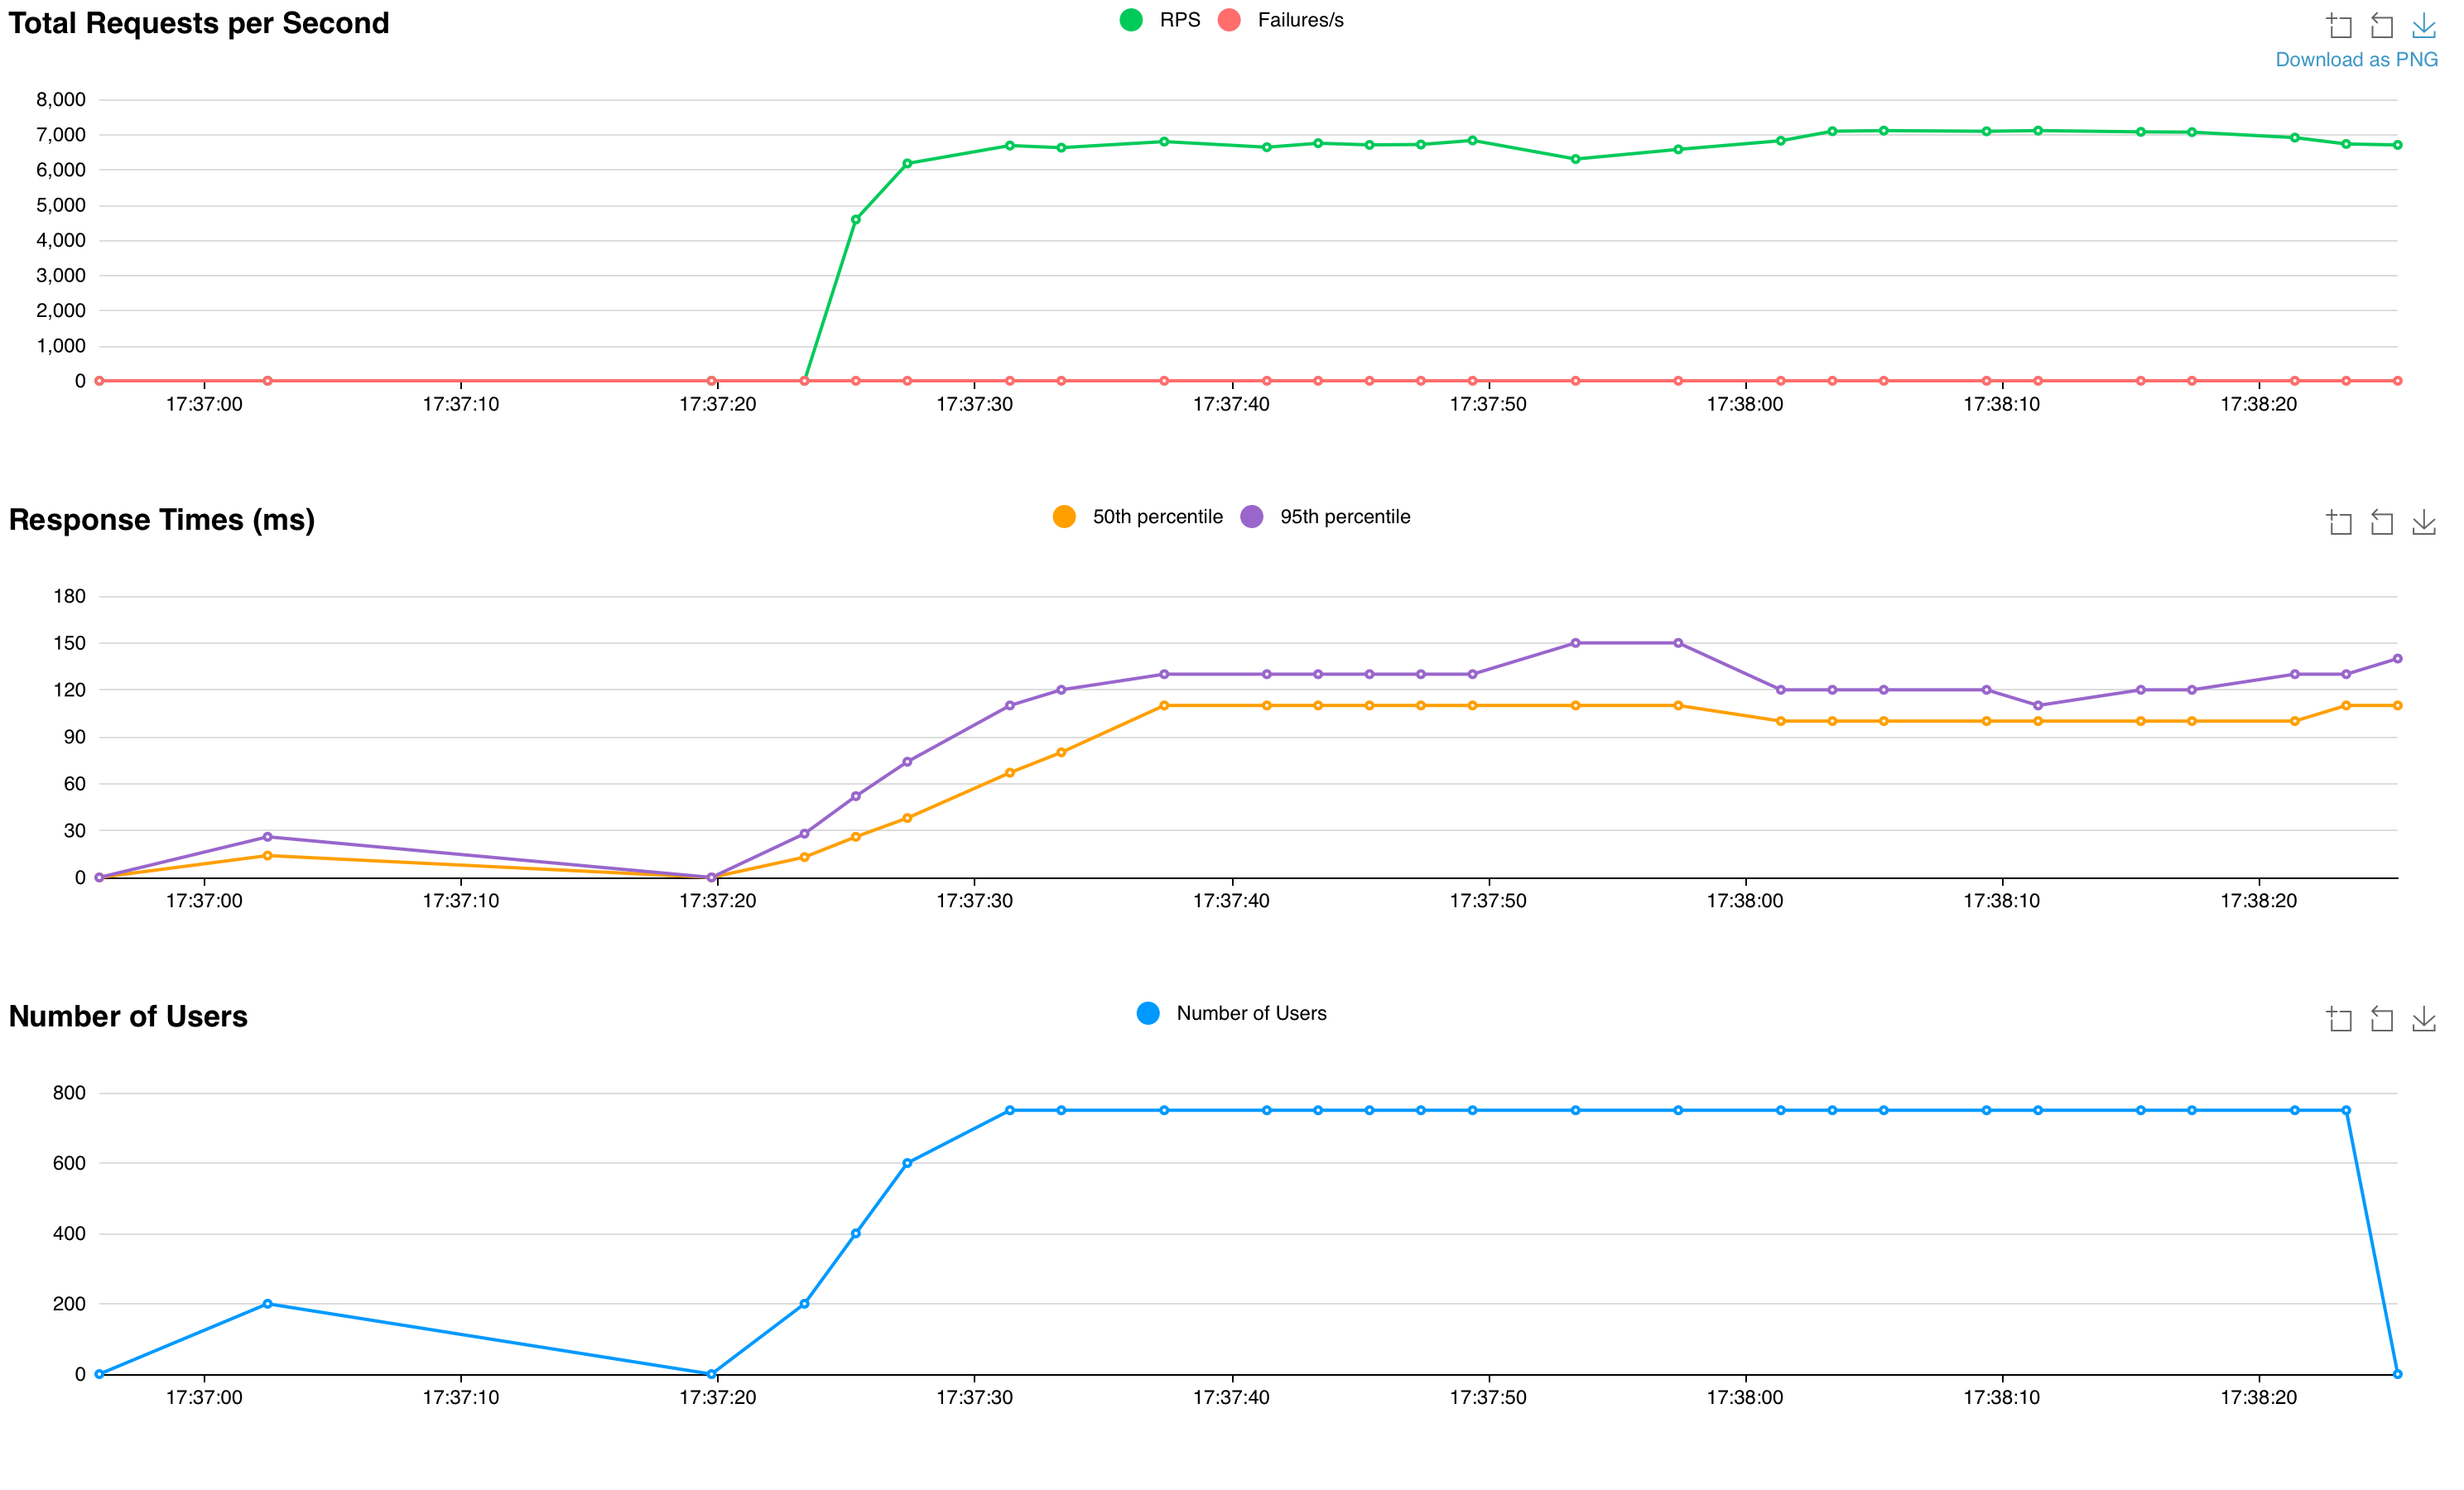 Total Requests per Second
RPS Failures/s
Download as PNG
8,000
7,000
6,000
5,000
4,000
3,000
2,000
1,000
0
17:37:00 17:37:10 17:37:20 17:37:30 17:37:40 17:37:50 17:38:00 17:38:10 17:38:20
Response Times (ms)
50th percentile 95th percentile
180
150
120
90
60
30
0
17:37:00 17:37:10 17:37:20 17:37:30 17:37:40 17:37:50 17:38:00 17:38:10 17:38:20
Number of Users
Number of Users
800
600
400
200
0
17:37:00 17:37:10 17:37:20 17:37:30 17:37:40 17:37:50 17:38:00 17:38:10 17:38:20